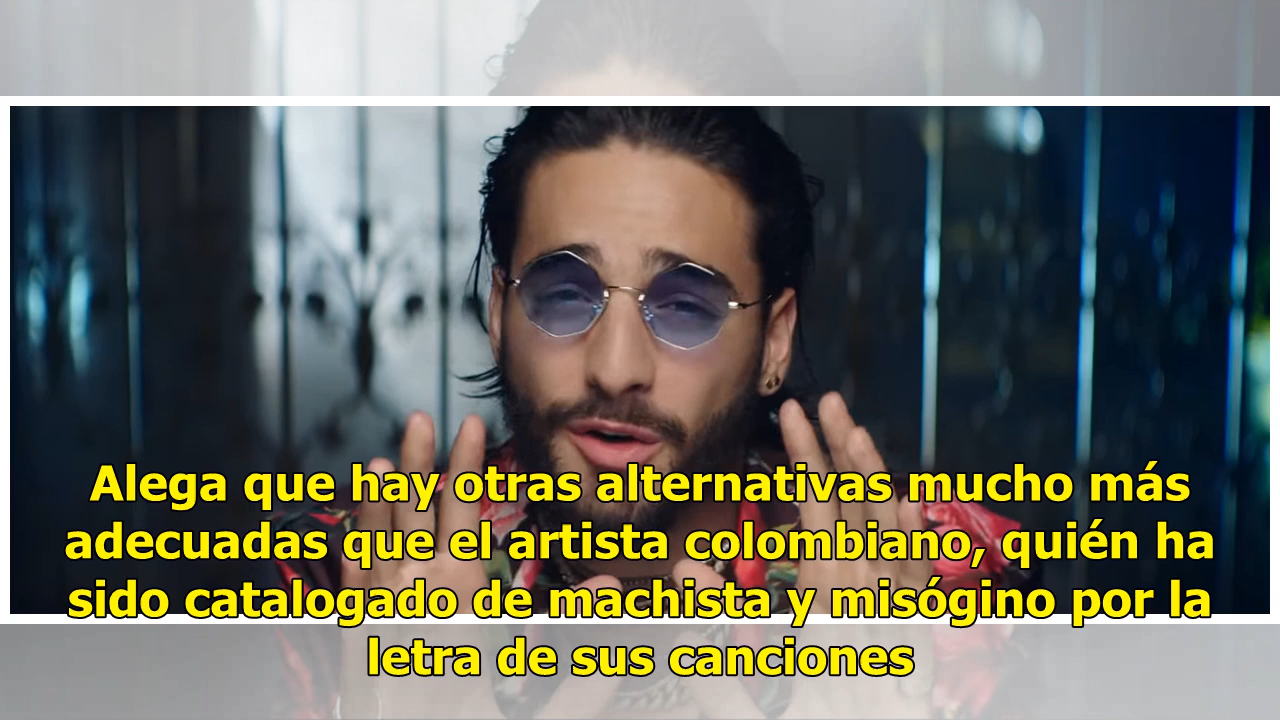 Alega que hay otras alternativas mucho más
adecuadas que el artista colombiano, quién ha
sido catalogado de machista y misógino por la
letra de sus canciones